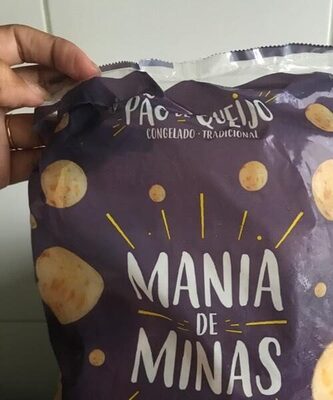 PÃO DE QUEIJO
CONGELADO • TRADICIONAL
MANIA
DE
MINAS